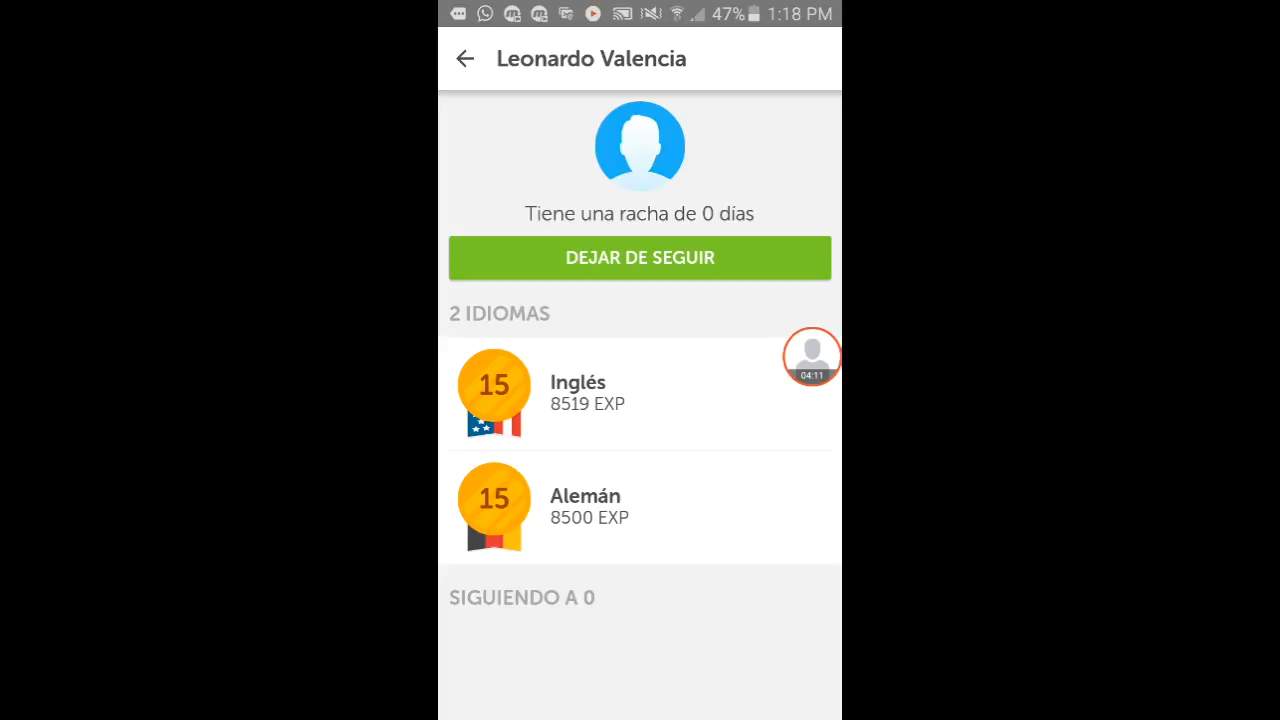 47% 1:18 PM
Leonardo Valencia
Tiene una racha de 0 días
DEJAR DE SEGUIR
2 IDIOMAS
15
Inglés
8519 EXP
04:11
15
Alemán
8500 EXP
SIGUIENDO A 0